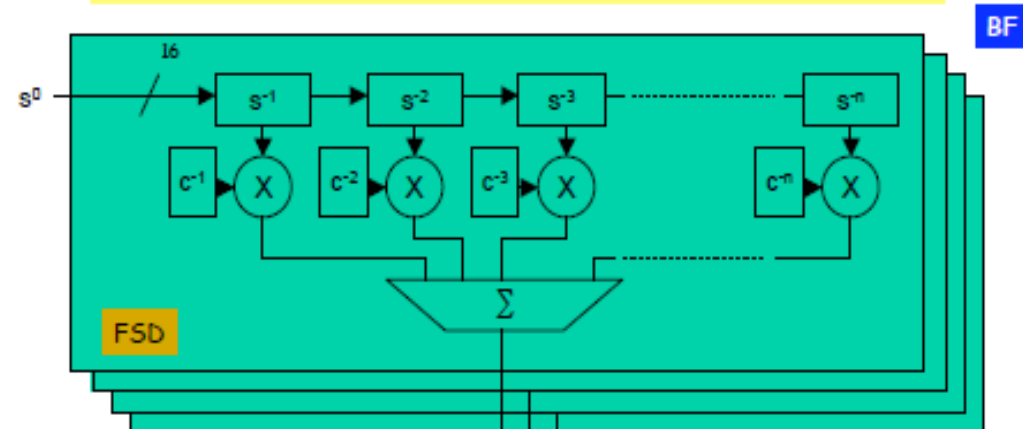 BF
16
s⁰ s⁻¹ s⁻² s⁻³ s⁻ⁿ
c⁻¹ X c⁻² X c⁻³ X c⁻ⁿ X
Σ
FSD